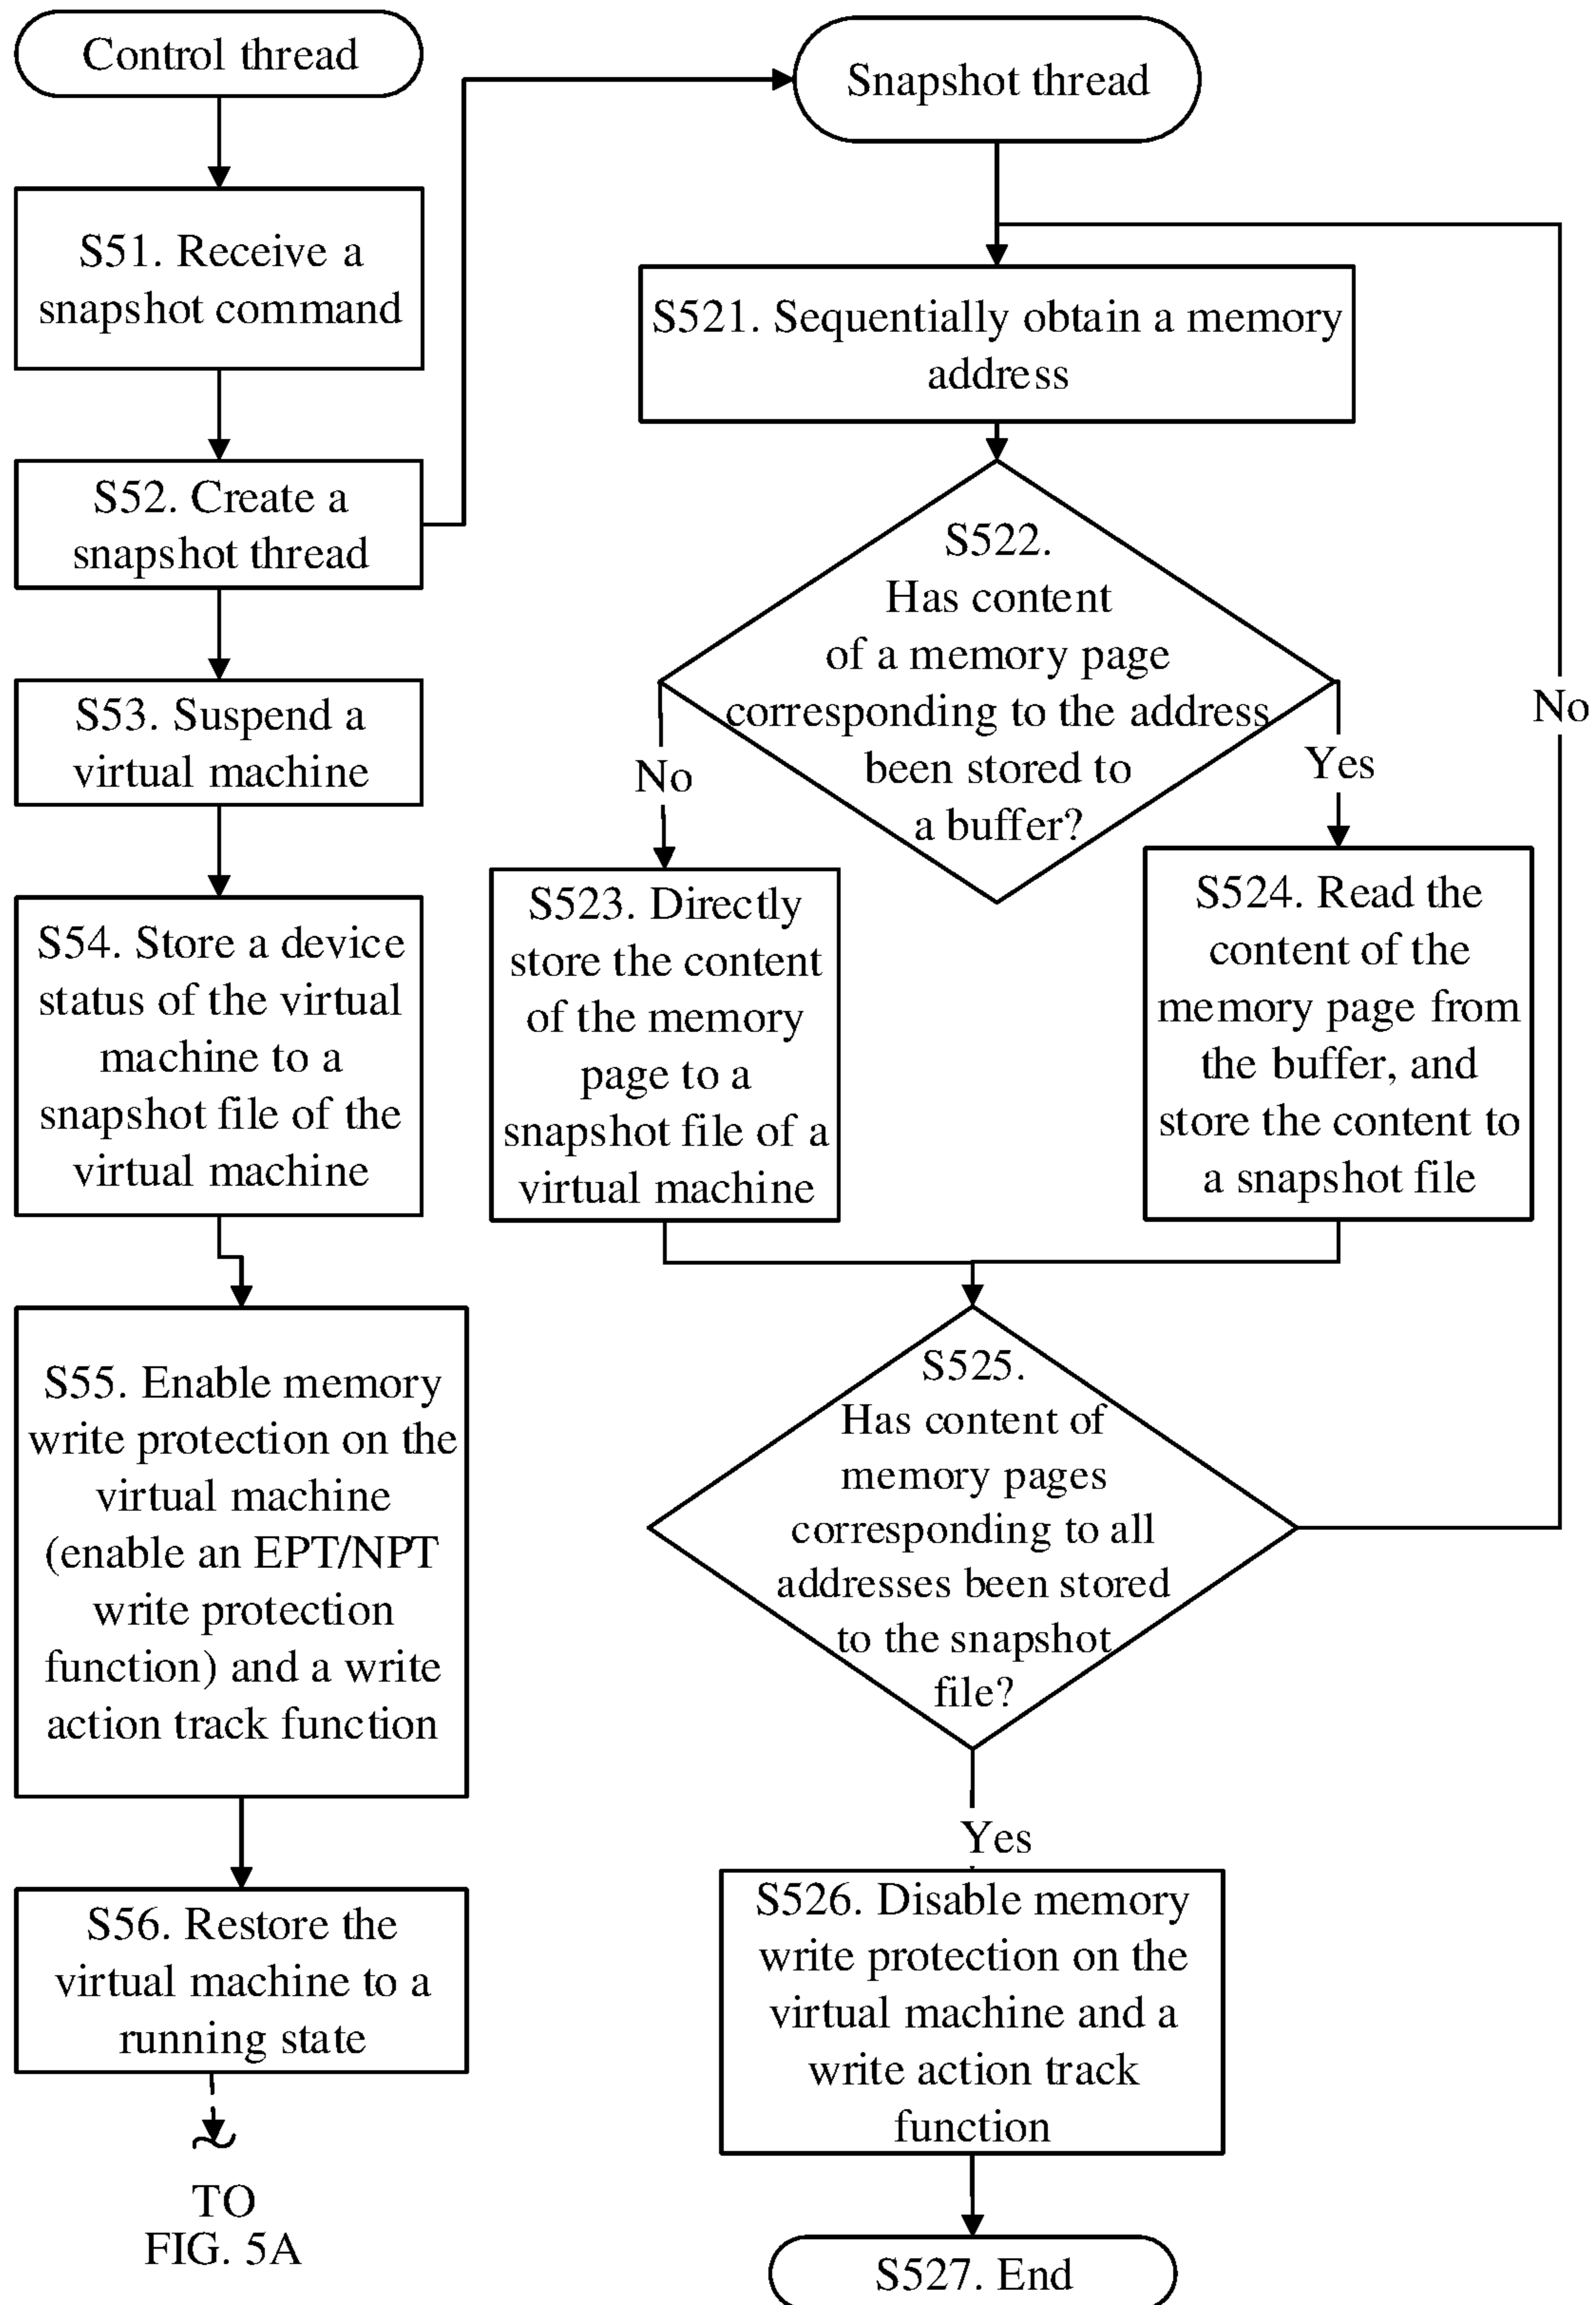 Control thread
S51. Receive a
snapshot command
S52. Create a
snapshot thread
S53. Suspend a
virtual machine
S54. Store a device
status of the virtual
machine to a
snapshot file of the
virtual machine
S55. Enable memory
write protection on the
virtual machine
(enable an EPT/NPT
write protection
function) and a write
action track function
S56. Restore the
virtual machine to a
running state
TO
FIG. 5A
Snapshot thread
S521. Sequentially obtain a memory
address
S522.
Has content
of a memory page
corresponding to the address
been stored to
a buffer?
No
Yes
S523. Directly
store the content
of the memory
page to a
snapshot file of a
virtual machine
S524. Read the
content of the
memory page from
the buffer, and
store the content to
a snapshot file
S525.
Has content of
memory pages
corresponding to all
addresses been stored
to the snapshot
file?
No
Yes
S526. Disable memory
write protection on the
virtual machine and a
write action track
function
S527. End